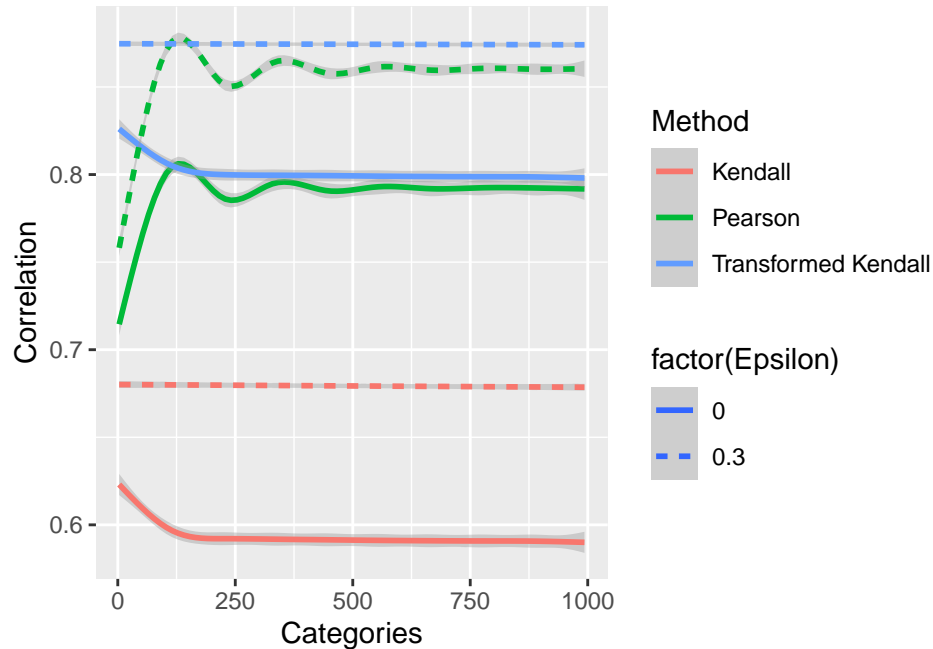 0.8
0.7
0.6
Correlation
0
250
500
750
1000
Categories
Method
Kendall
Pearson
Transformed Kendall
factor(Epsilon)
0
0.3